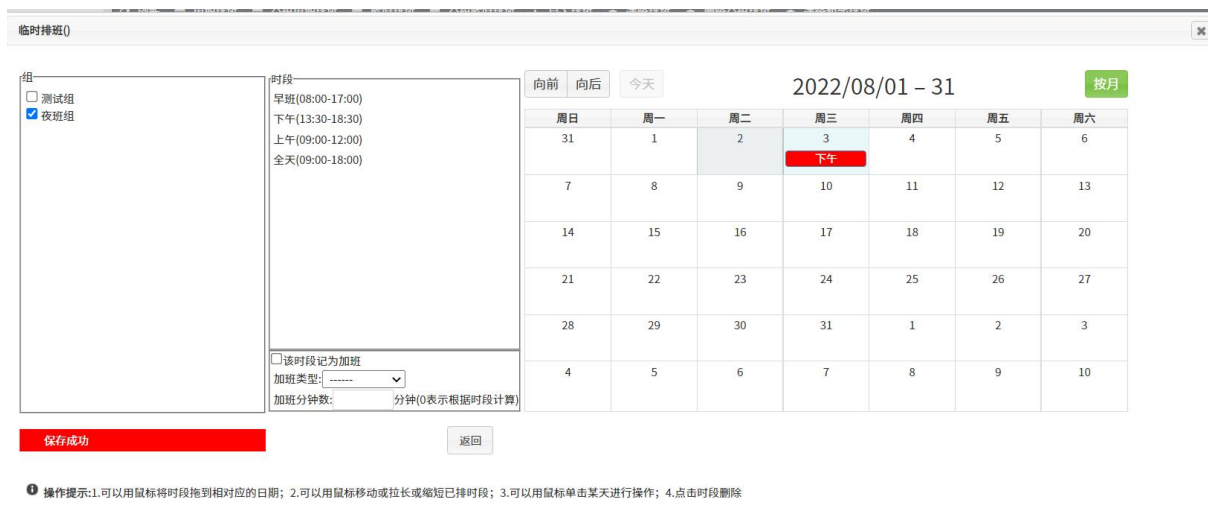 临时排班()
组
测试组
夜班组
时段
早班(08:00-17:00)
下午(13:30-18:30)
上午(09:00-12:00)
全天(09:00-18:00)
该时段记为加班
加班类型: ------
加班分钟数: 分钟(0表示根据时段计算)
向前 向后 今天 2022/08/01 – 31 按月
周日 周一 周二 周三 周四 周五 周六
31 1 2 3 4 5 6
下午
7 8 9 10 11 12 13
14 15 16 17 18 19 20
21 22 23 24 25 26 27
28 29 30 31 1 2 3
4 5 6 7 8 9 10
保存成功 返回
操作提示:1.可以用鼠标将时段拖到相对应的日期；2.可以用鼠标移动或拉长或缩短已排时段；3.可以用鼠标单击某天进行操作；4.点击时段删除